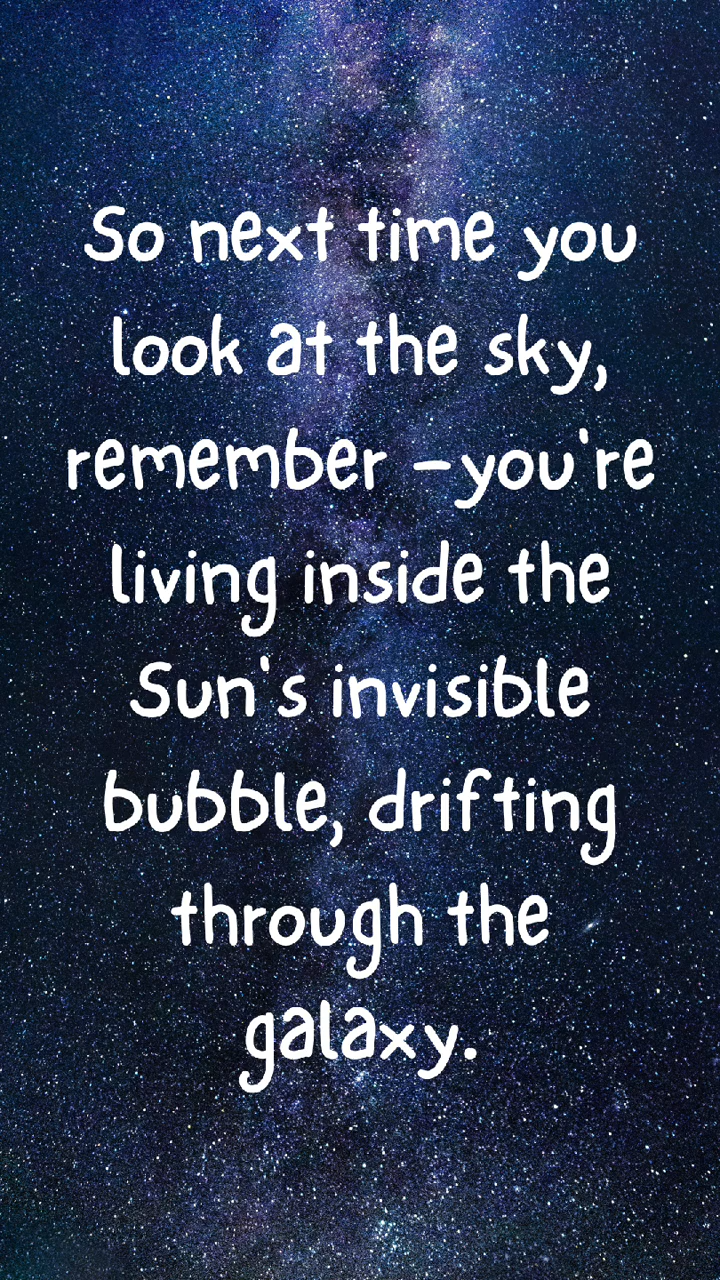 So next time you
look at the sky,
remember -you're
living inside the
Sun's invisible
bubble, drifting
through the
galaxy.